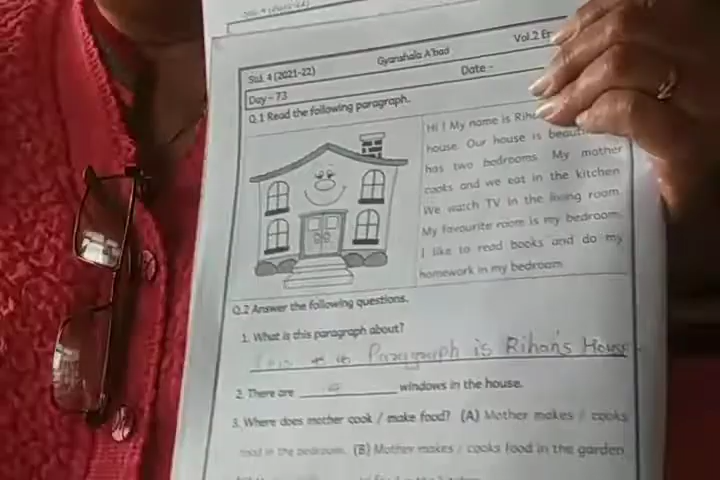 Std. 4 (2021-22) Gyanshala A'bad Vol.2
Day - 73 Date -
Q.1 Read the following paragraph.
Hi ! My name is
house. Our house is
has two bedrooms. My mother
cooks and we eat in the kitchen
We watch TV in the living room.
My favourite room is my bedroom.
I like to read books and do my
homework in my bedroom
Q.2 Answer the following questions.
1. What is this paragraph about?
This Paragraph is Rihan's House
2. There are windows in the house.
3. Where does mother cook / make food? (A) Mother makes / cooks
food in the bedroom. (B) Mother makes / cooks food in the garden